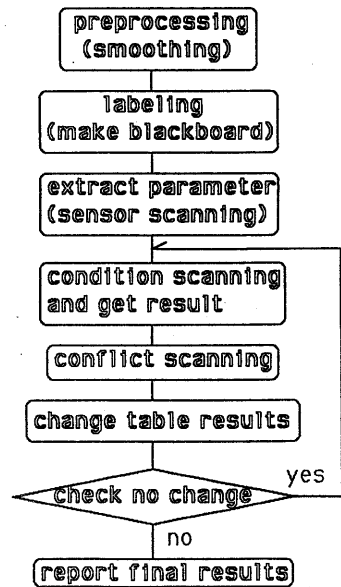 preprocessing
(smoothing)
labeling
(make blackboard)
extract parameter
(sensor scanning)
condition scanning
and get result
conflict scanning
change table results
check no change
yes
no
report final results